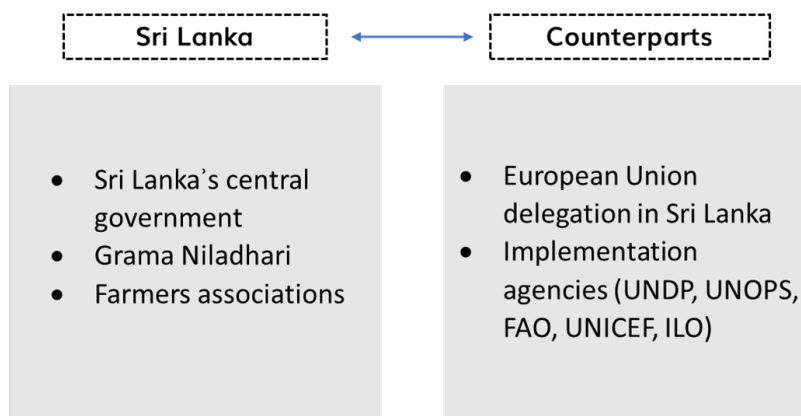 Sri Lanka
Counterparts
• Sri Lanka's central
government
• Grama Niladhari
• Farmers associations
• European Union
delegation in Sri Lanka
• Implementation
agencies (UNDP, UNOPS,
FAO, UNICEF, ILO)